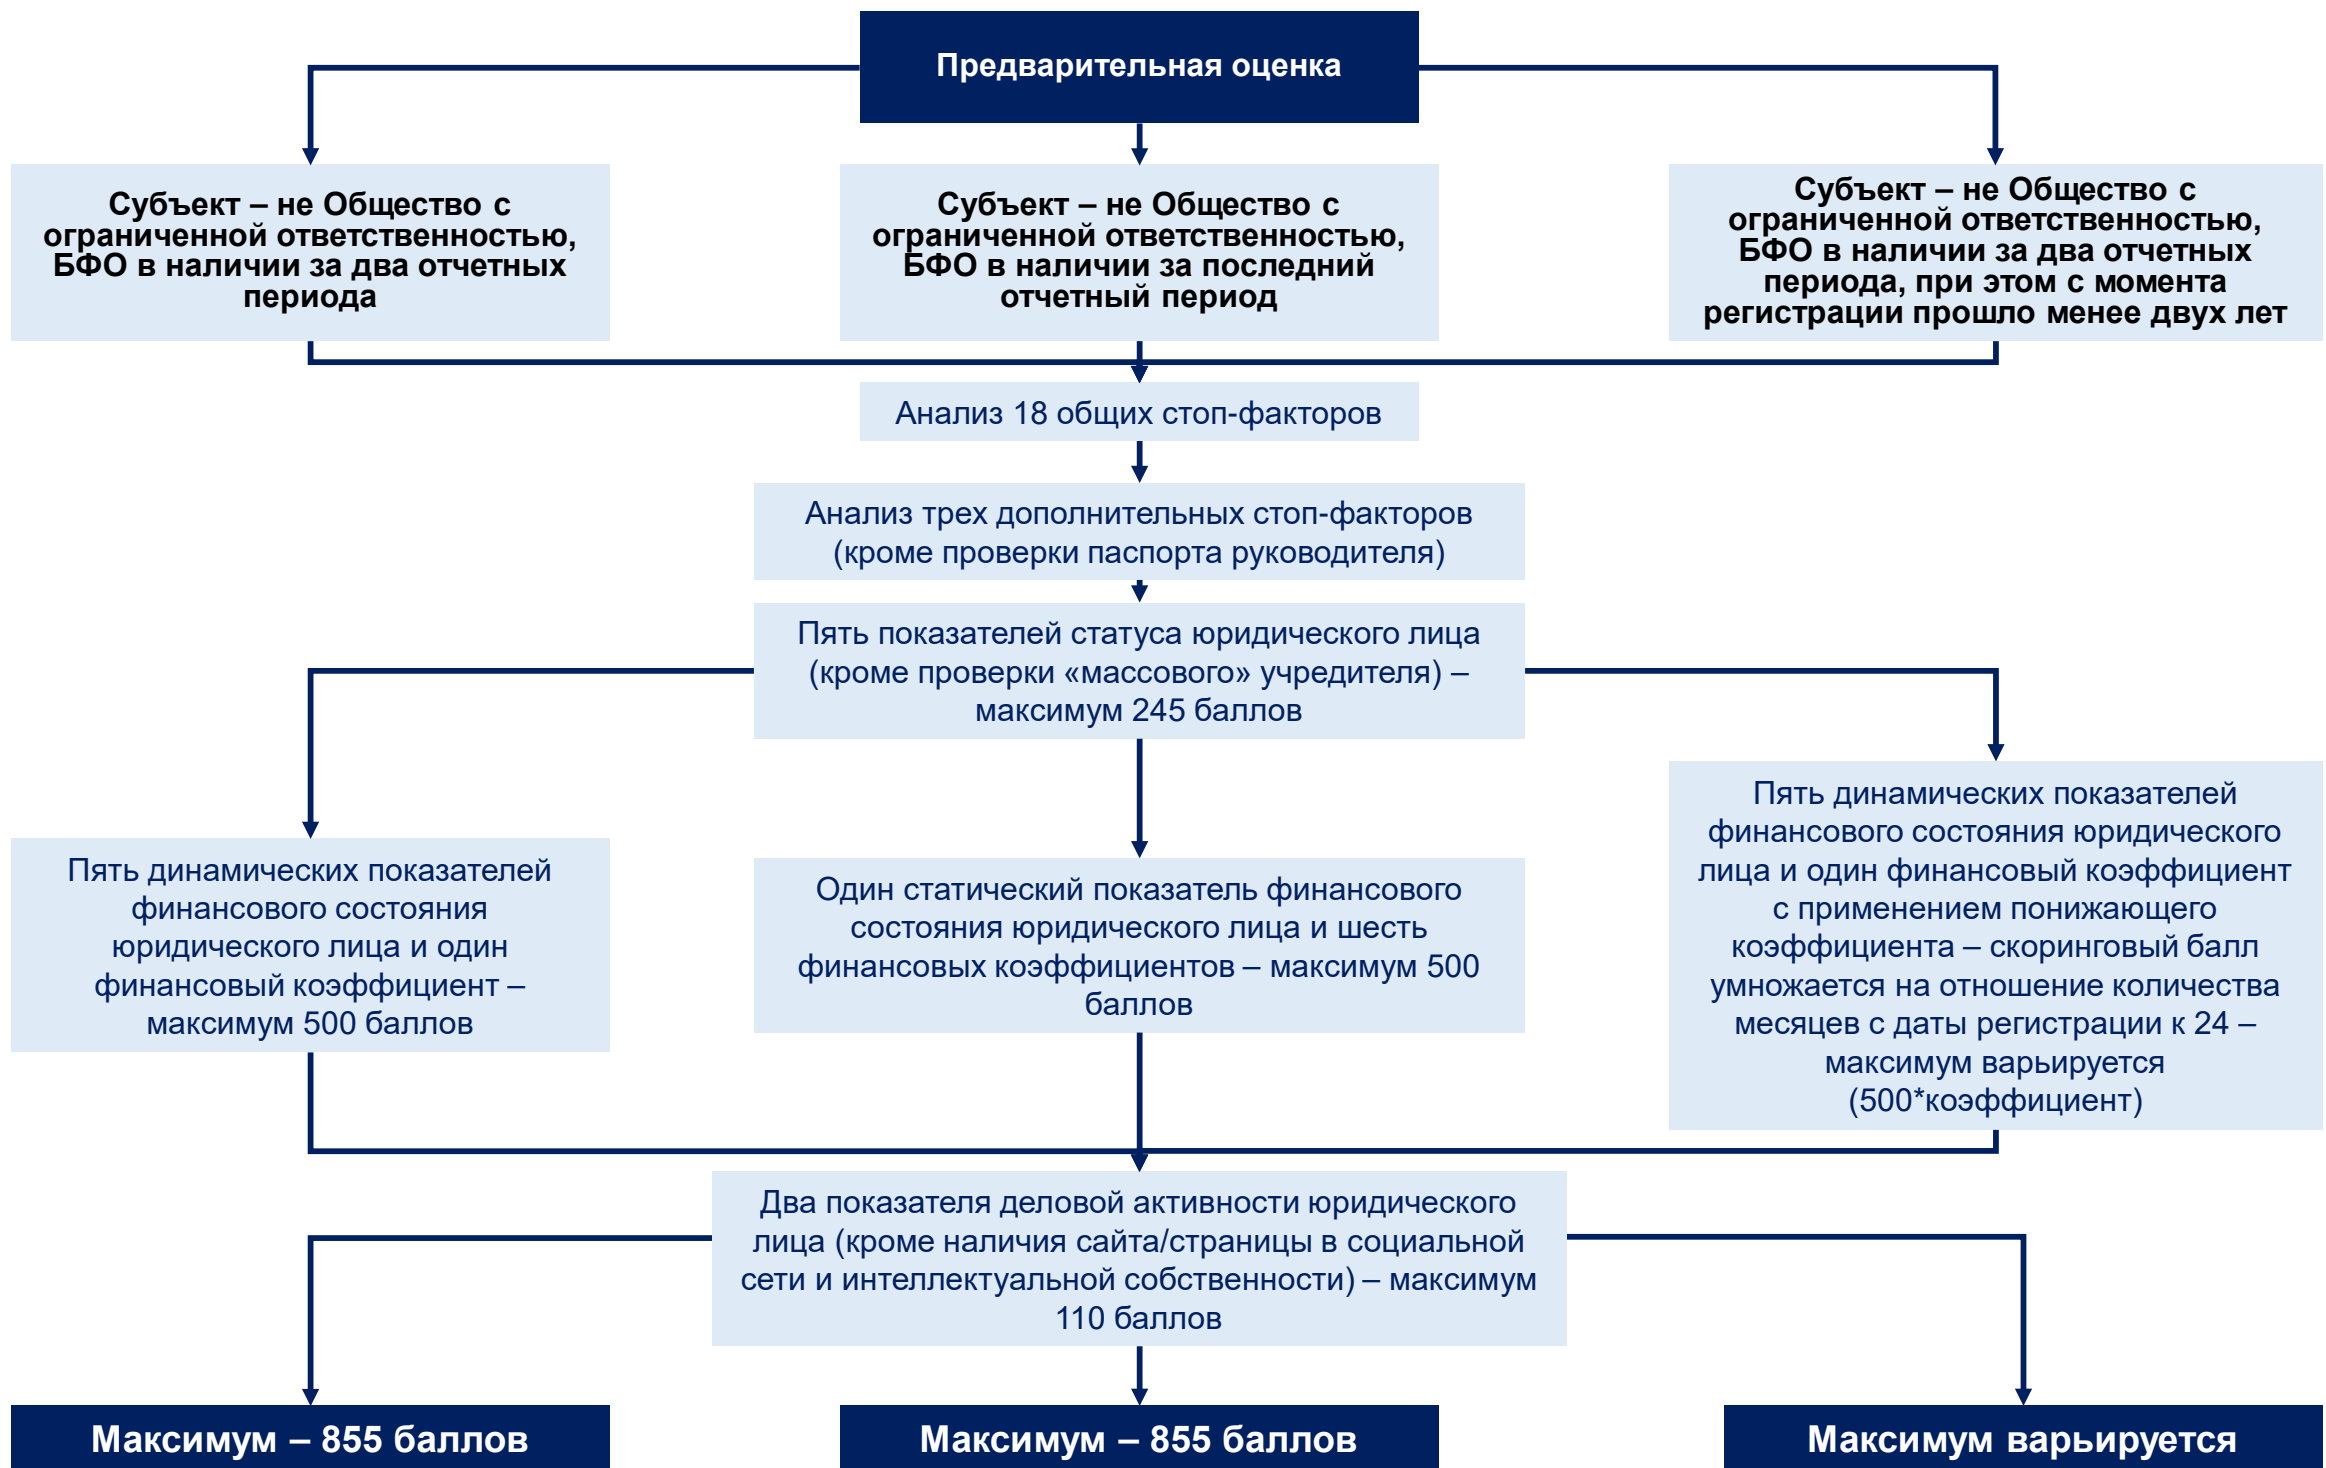 Предварительная оценка
Субъект – не Общество с
ограниченной ответственностью,
БФО в наличии за два отчетных
периода
Субъект – не Общество с
ограниченной ответственностью,
БФО в наличии за последний
отчетный период
Субъект – не Общество с
ограниченной ответственностью,
БФО в наличии за два отчетных
периода, при этом с момента
регистрации прошло менее двух лет
Анализ 18 общих стоп-факторов
Анализ трех дополнительных стоп-факторов
(кроме проверки паспорта руководителя)
Пять показателей статуса юридического лица
(кроме проверки «массового» учредителя) –
максимум 245 баллов
Пять динамических показателей
финансового состояния
юридического лица и один
финансовый коэффициент –
максимум 500 баллов
Один статический показатель финансового
состояния юридического лица и шесть
финансовых коэффициентов – максимум 500
баллов
Пять динамических показателей
финансового состояния юридического
лица и один финансовый коэффициент
с применением понижающего
коэффициента – скоринговый балл
умножается на отношение количества
месяцев с даты регистрации к 24 –
максимум варьируется
(500*коэффициент)
Два показателя деловой активности юридического
лица (кроме наличия сайта/страницы в социальной
сети и интеллектуальной собственности) – максимум
110 баллов
Максимум – 855 баллов
Максимум – 855 баллов
Максимум варьируется